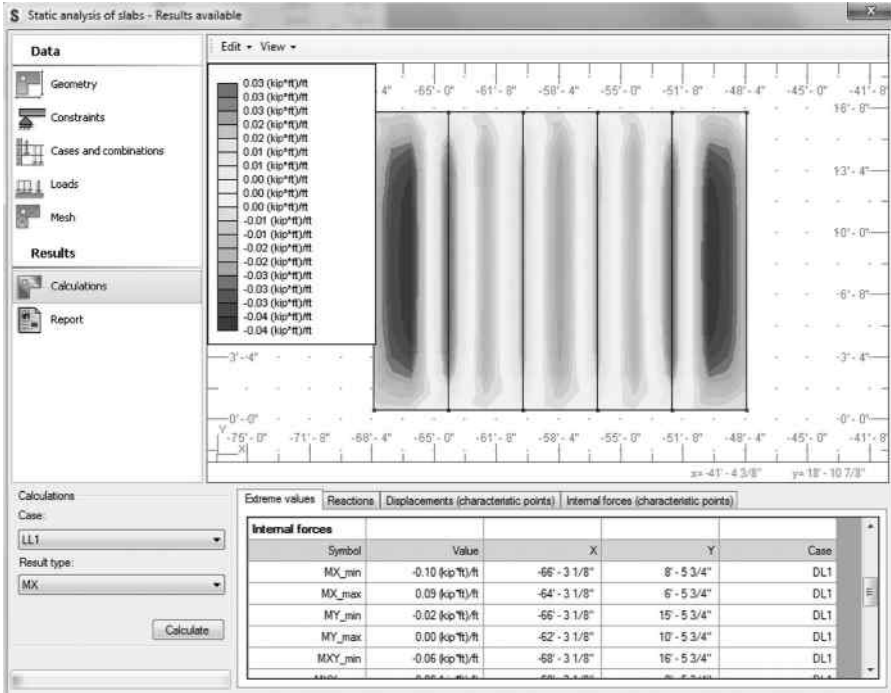 S Static analysis of slabs - Results available
x
Data
Geometry
Constraints
Cases and combinations
Loads
Mesh
Results
Calculations
Report
Edit View
0.03 (kip*ft)/ft
0.03 (kip*ft)/ft
0.03 (kip*ft)/ft
0.02 (kip*ft)/ft
0.02 (kip*ft)/ft
0.01 (kip*ft)/ft
0.01 (kip*ft)/ft
0.00 (kip*ft)/ft
0.00 (kip*ft)/ft
0.00 (kip*ft)/ft
-0.01 (kip*ft)/ft
-0.01 (kip*ft)/ft
-0.02 (kip*ft)/ft
-0.02 (kip*ft)/ft
-0.03 (kip*ft)/ft
-0.03 (kip*ft)/ft
-0.03 (kip*ft)/ft
-0.04 (kip*ft)/ft
-0.04 (kip*ft)/ft
4" -65'- 0" -61'- 8" -58'- 4" -55'- 0" -51'- 8" -48'- 4" -45'- 0" -41'- 8"
16'- 8"
13'- 4"
10'- 0"
-6'- 8"
-3'- 4"
-0'- 0"
3'-4"
0'-0"
Y
X
-75'- 0" -71'- 8" -68'- 4" -65'- 0" -61'- 8" -58'- 4" -55'- 0" -51'- 8" -48'- 4" -45'- 0" -41'- 8
x= -41' - 4 3/8" y= 18' - 10 7/8"
Calculations
Case:
LL1
Result type:
MX
Calculate
Extreme values Reactions Displacements (characteristic points) Internal forces (characteristic points)
Internal forces
Symbol Value X Y Case
MX_min -0.10 (kip*ft)/ft -66' - 3 1/8" 8' - 5 3/4" DL1
MX_max 0.09 (kip*ft)/ft -64' - 3 1/8" 6' - 5 3/4" DL1
MY_min -0.02 (kip*ft)/ft -66' - 3 1/8" 15' - 5 3/4" DL1
MY_max 0.00 (kip*ft)/ft -62' - 3 1/8" 10' - 5 3/4" DL1
MXY_min -0.06 (kip*ft)/ft -68' - 3 1/8" 16' - 5 3/4" DL1